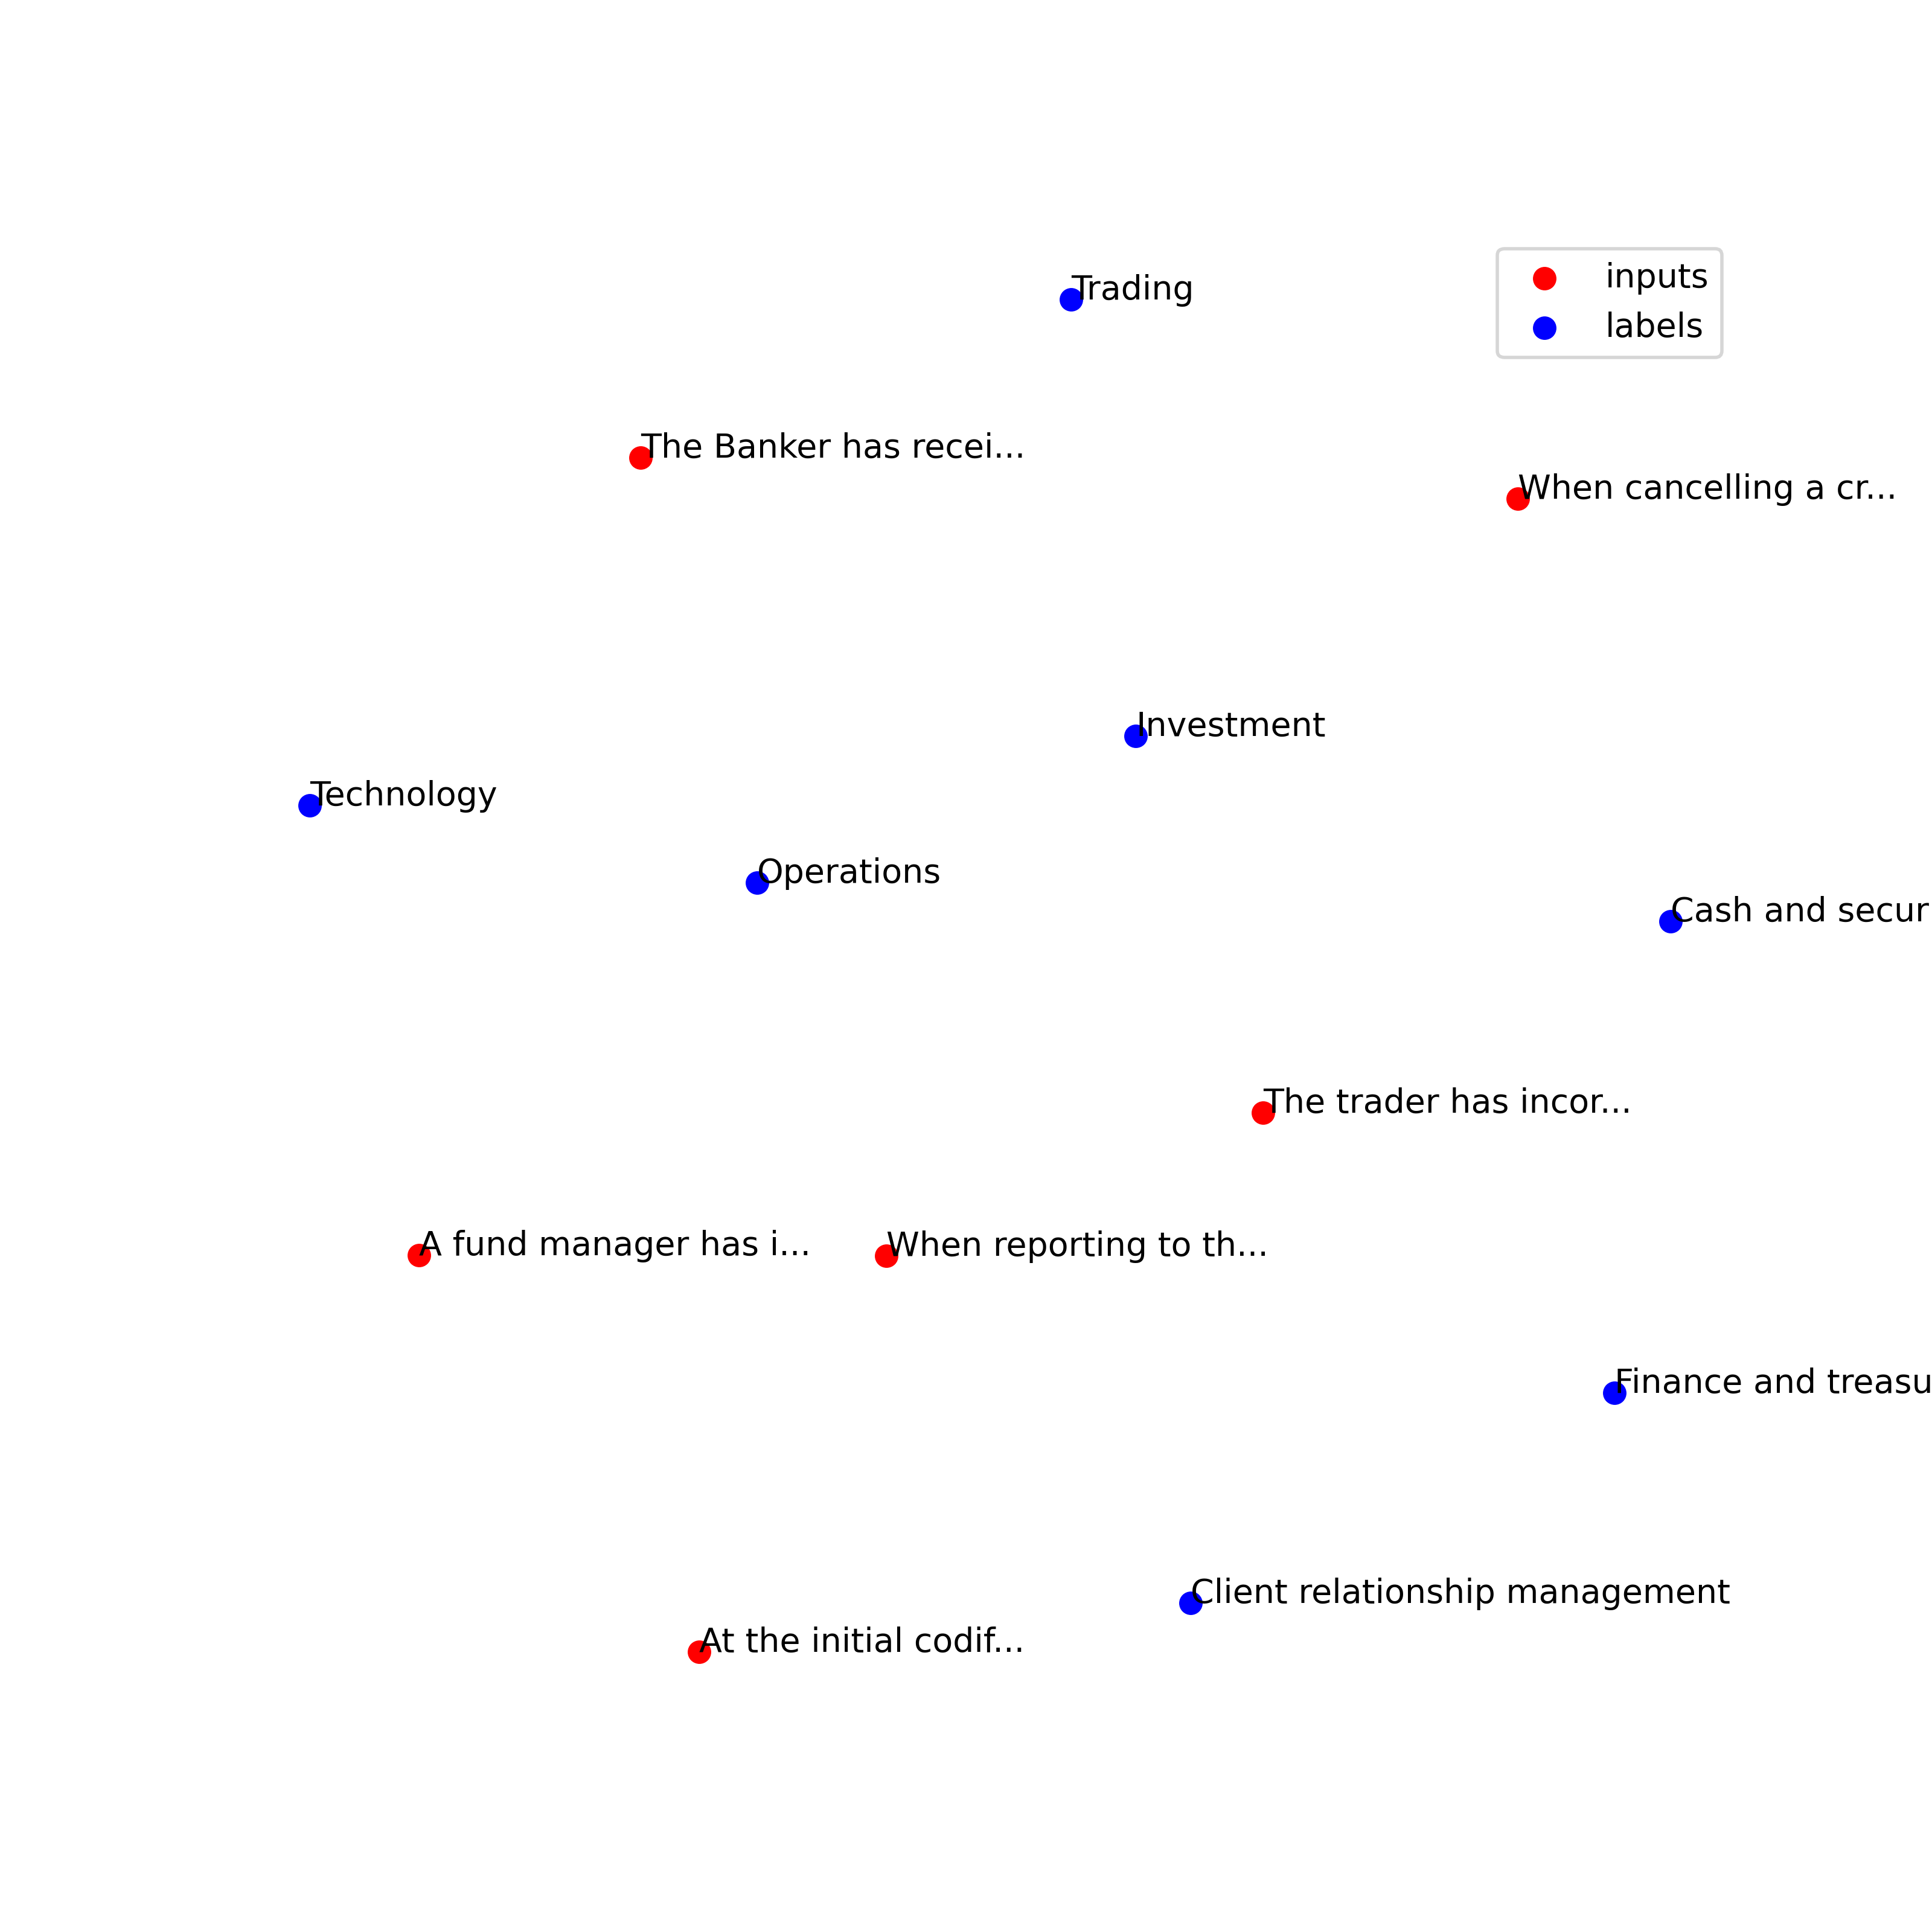 Trading
inputs
labels
The Banker has recei...
When cancelling a cr...
Investment
Technology
Operations
Cash and secur
The trader has incor...
A fund manager has i...
When reporting to th...
Finance and treasu
Client relationship management
At the initial codif...